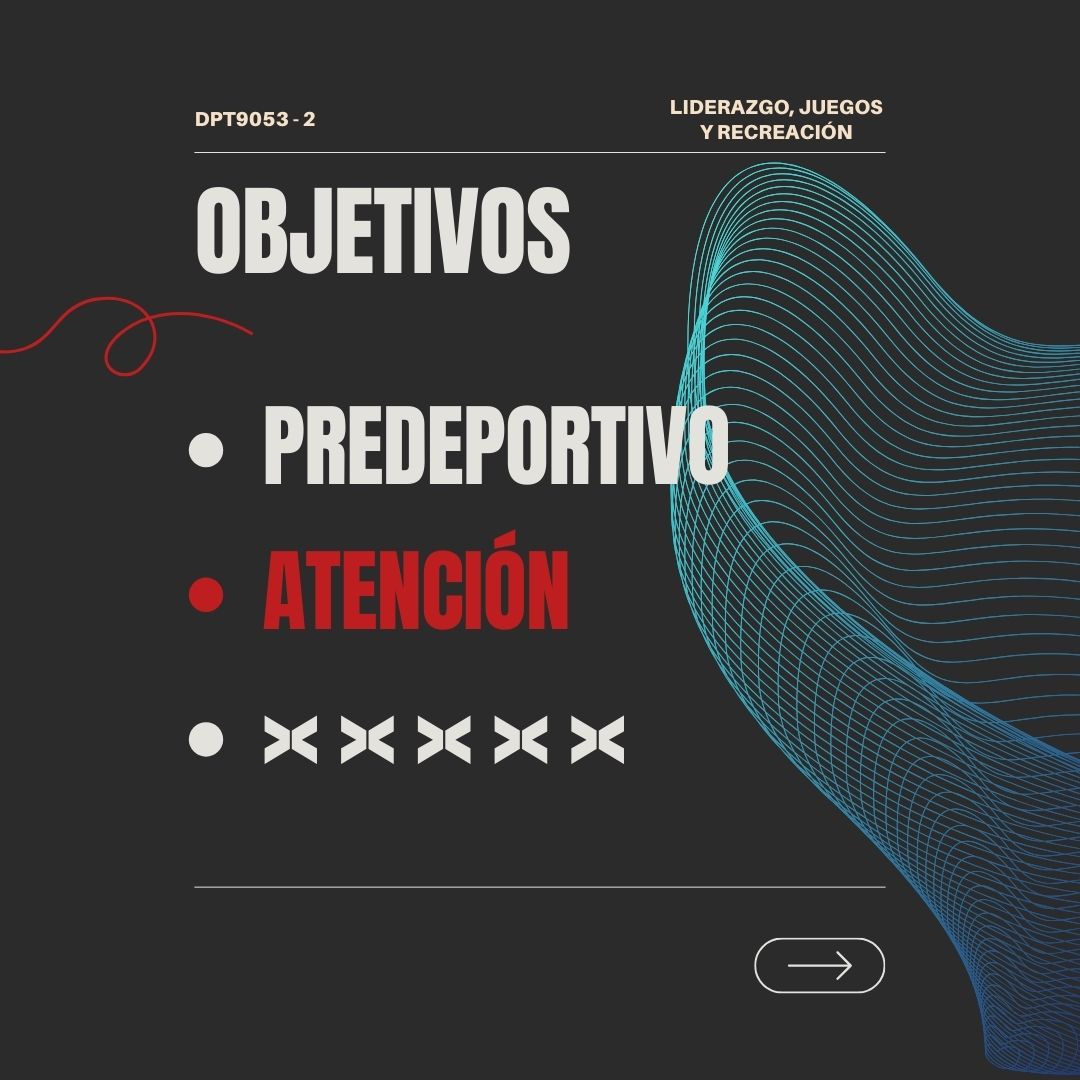 DPT9053 - 2
LIDERAZGO, JUEGOS
Y RECREACIÓN
OBJETIVOS
• PREDEPORTIVO
• ATENCIÓN